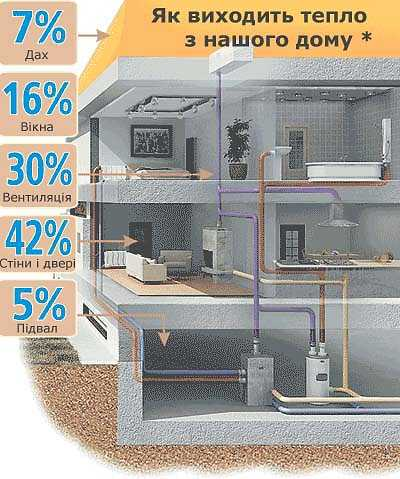 Як виходить тепло
з нашого дому *
7%
Дах
16%
Вікна
30%
Вентиляція
42%
Стіни і двері
5%
Підвал